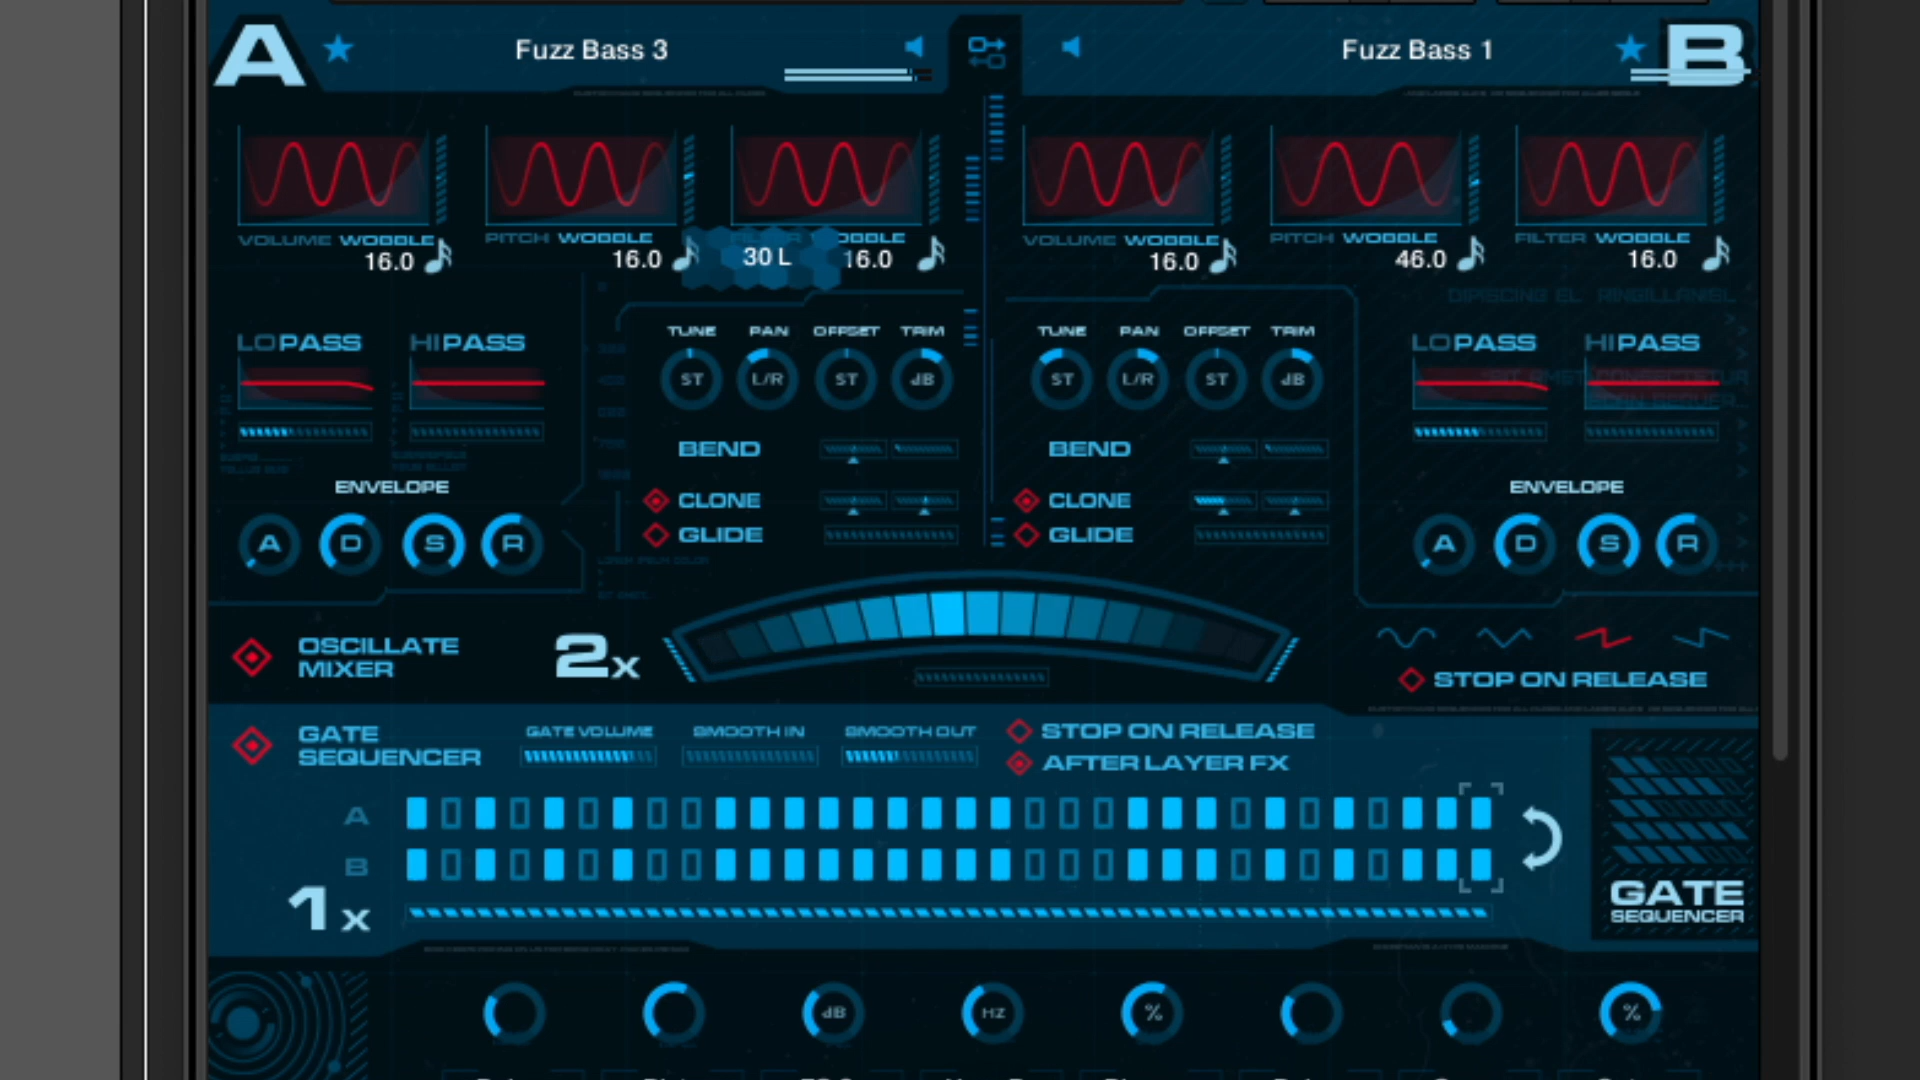 A Fuzz Bass 3 Fuzz Bass 1 B
VOLUME WOBBLE PITCH WOBBLE WOBBLE VOLUME WOBBLE PITCH WOBBLE FILTER WOBBLE
16.0 16.0 30 L 16.0 16.0 46.0 16.0
TUNE PAN OFFSET TRIM TUNE PAN OFFSET TRIM
LOPASS HIPASS LOPASS HIPASS
ST L/R ST dB ST L/R ST dB
BEND BEND
ENVELOPE ENVELOPE
CLONE CLONE
GLIDE GLIDE
A D S R A D S R
OSCILLATE
MIXER
2x
STOP ON RELEASE
GATE
SEQUENCER
GATE VOLUME SMOOTH IN SMOOTH OUT
STOP ON RELEASE
AFTER LAYER FX
A
B
1x
GATE
SEQUENCER
dB HZ % %